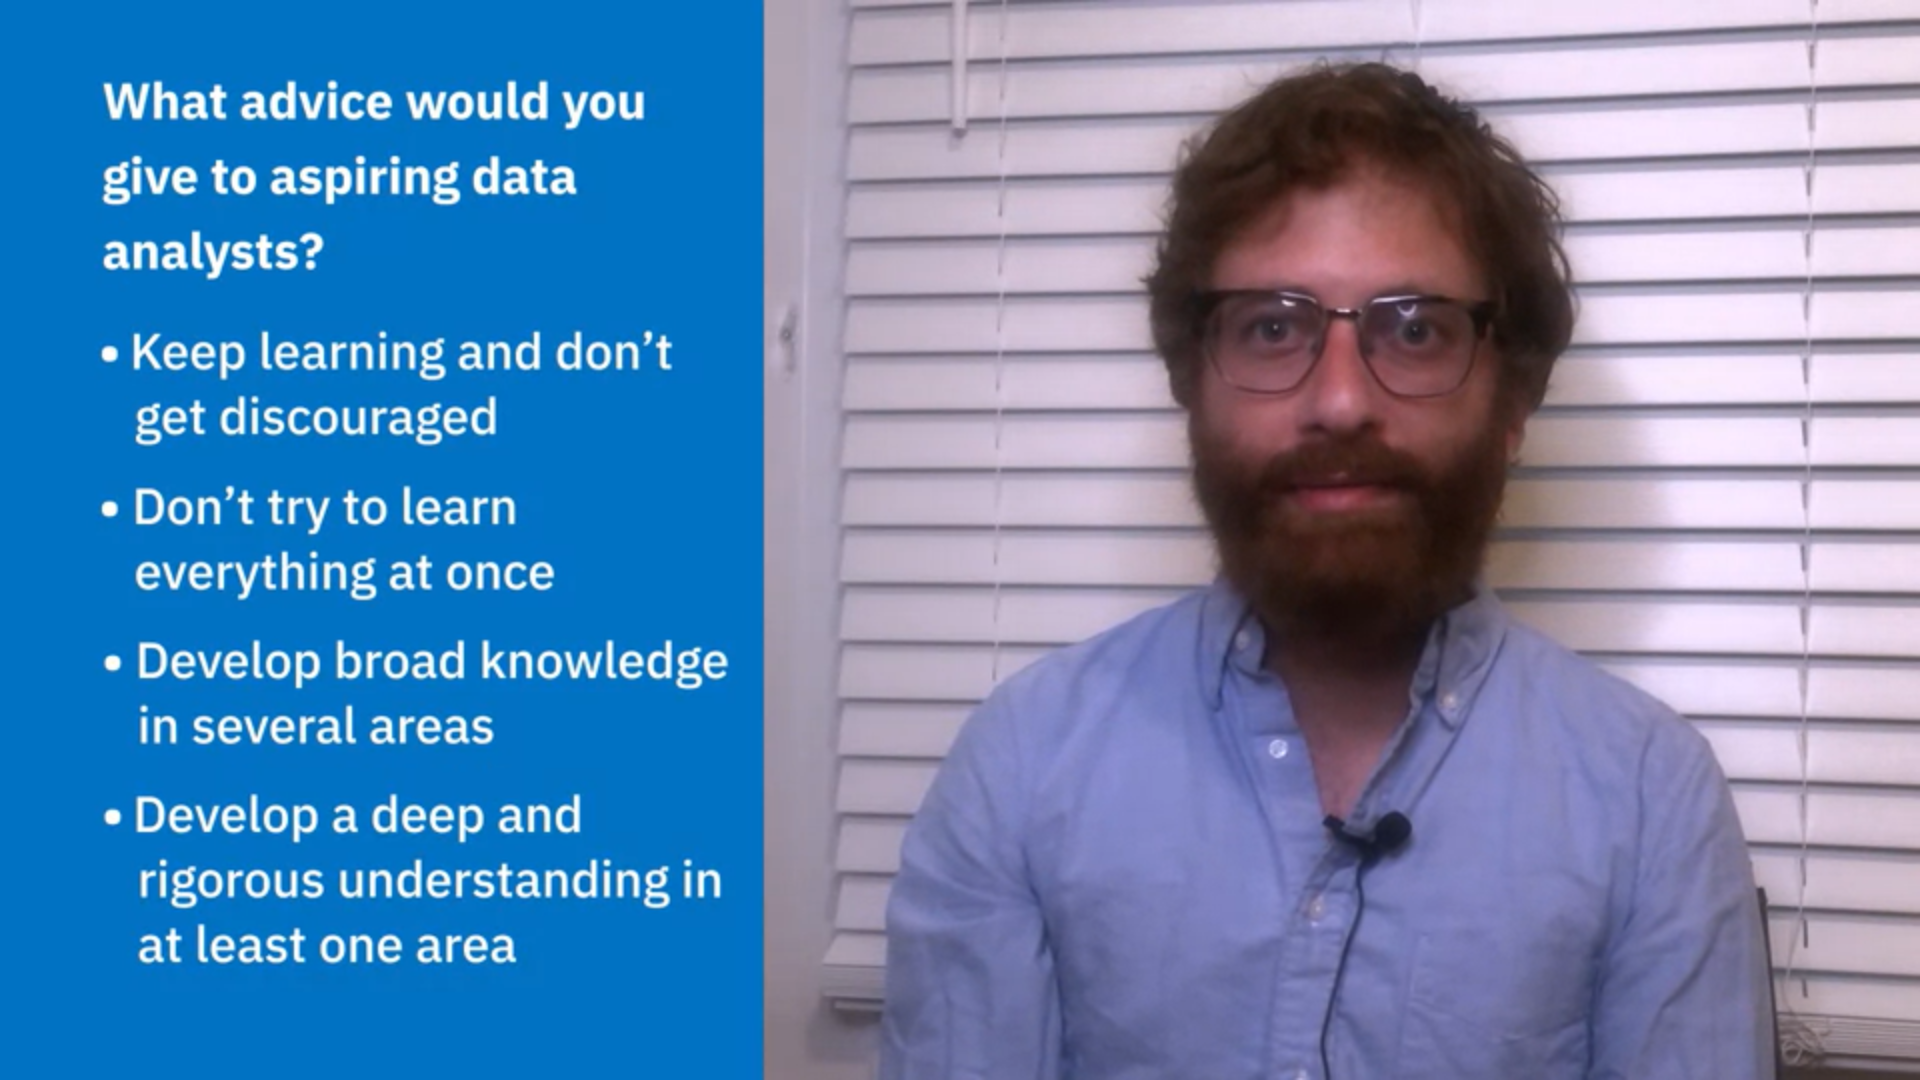 What advice would you
give to aspiring data
analysts?
• Keep learning and don’t
get discouraged
• Don’t try to learn
everything at once
• Develop broad knowledge
in several areas
• Develop a deep and
rigorous understanding in
at least one area